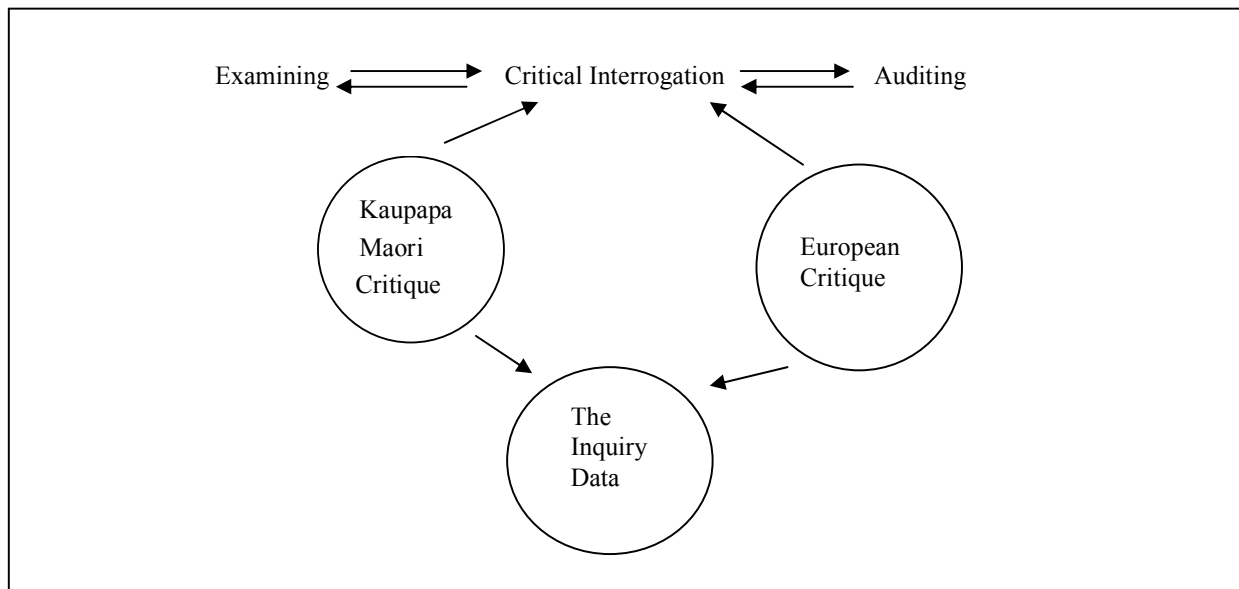 Examining Critical Interrogation Auditing
Kaupapa
Maori
Critique
European
Critique
The
Inquiry
Data